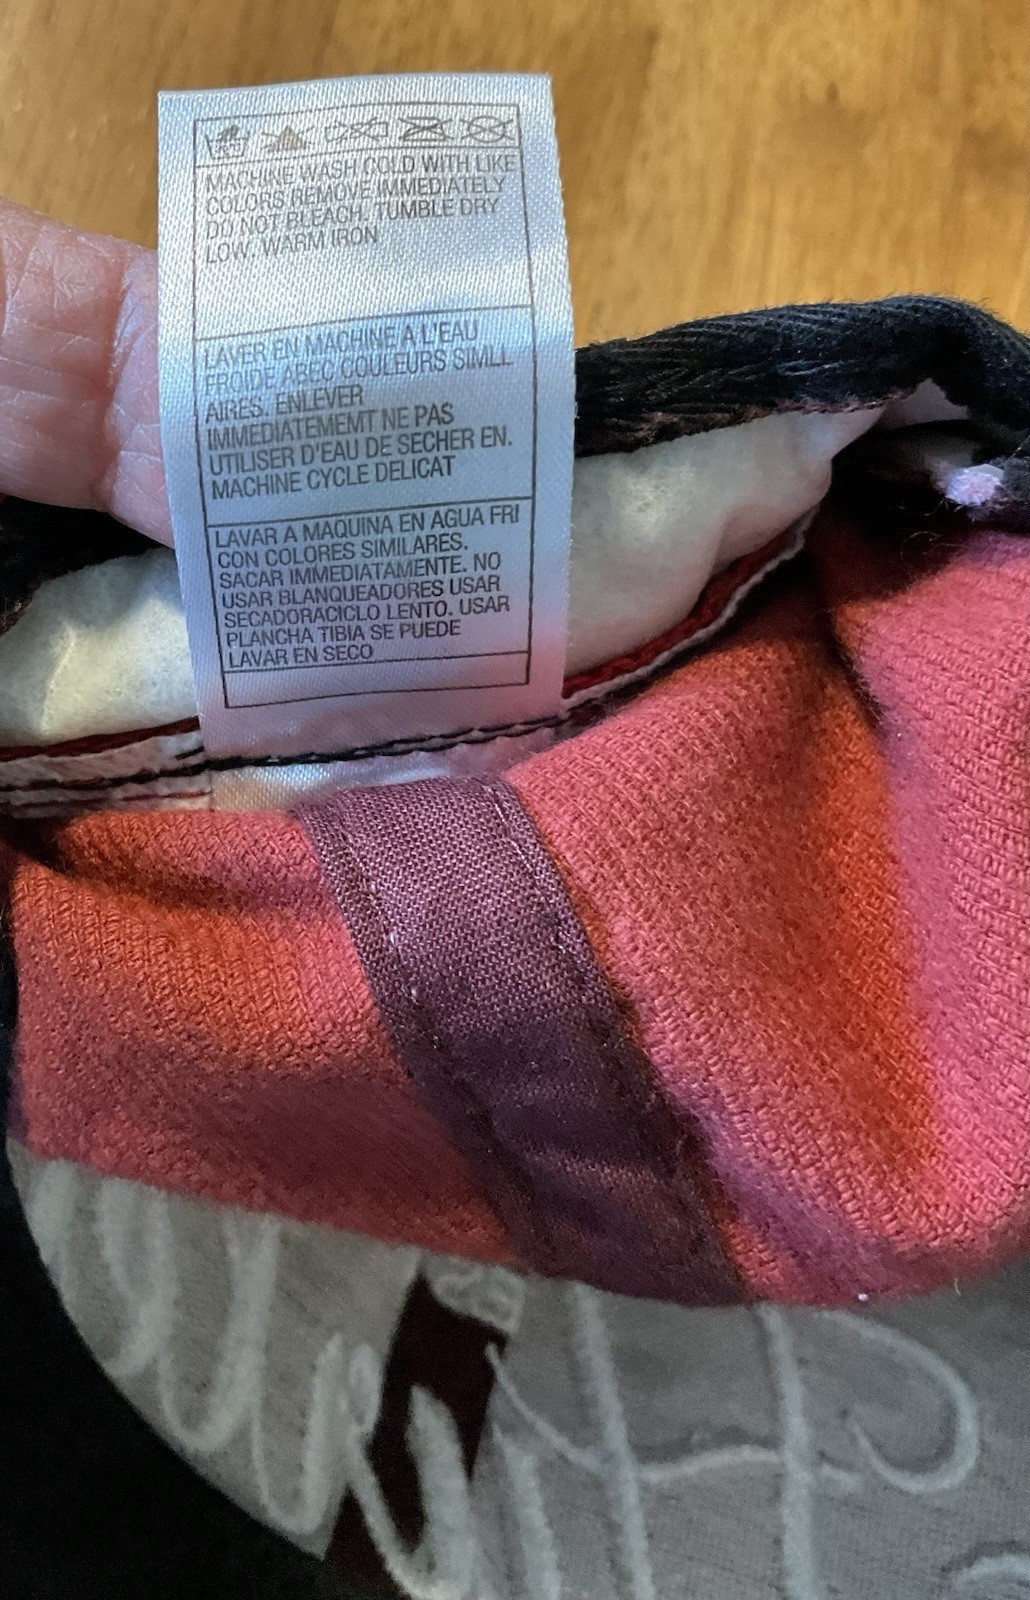 MACHINE WASH COLD WITH LIKE
COLORS REMOVE IMMEDIATELY
DO NOT BLEACH. TUMBLE DRY
LOW. WARM IRON
LAVER EN MACHINE A L'EAU
FROIDE ABEC COULEURS SIMLL
AIRES. ENLEVER
IMMEDIATEMEMT NE PAS
UTILISER D'EAU DE SECHER EN.
MACHINE CYCLE DELICAT
LAVAR A MAQUINA EN AGUA FRI
CON COLORES SIMILARES.
SACAR IMMEDIATAMENTE. NO
USAR BLANQUEADORES USAR
SECADORACICLO LENTO. USAR
PLANCHA TIBIA SE PUEDE
LAVAR EN SECO